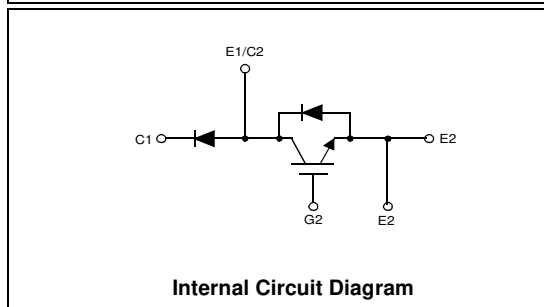 E1/C2
C1
E2
G2
E2
Internal Circuit Diagram